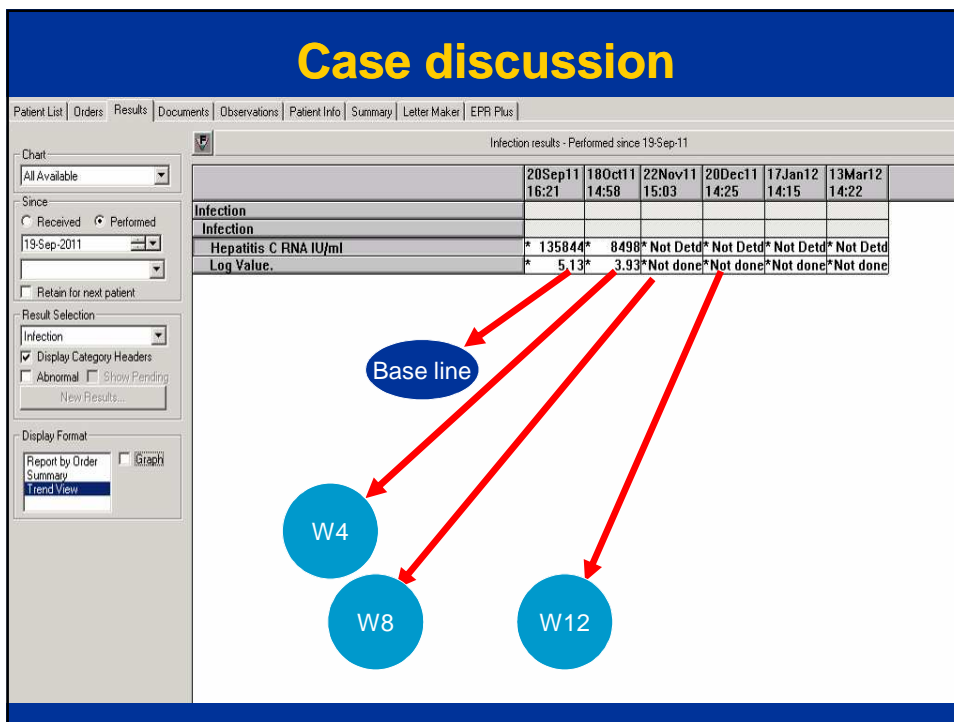 Case discussion
Patient List Orders Results Documents Observations Patient Info Summary Letter Maker EPR Plus
Infection results - Performed since 19-Sep-11
Chart
All Available
Since
Received Performed
19-Sep-2011
Retain for next patient
Result Selection
Infection
Display Category Headers
Abnormal Show Pending
New Results...
Display Format
Report by Order Graph
Summary
Trend View
20Sep11 18Oct11 22Nov11 20Dec11 17Jan12 13Mar12
16:21 14:58 15:03 14:25 14:15 14:22
Infection
Infection
Hepatitis C RNA IU/ml * 135844 * 8498 * Not Detd * Not Detd * Not Detd * Not Detd
Log Value. * 5.13 * 3.93 *Not done *Not done *Not done *Not done
Base line
W4
W8 W12